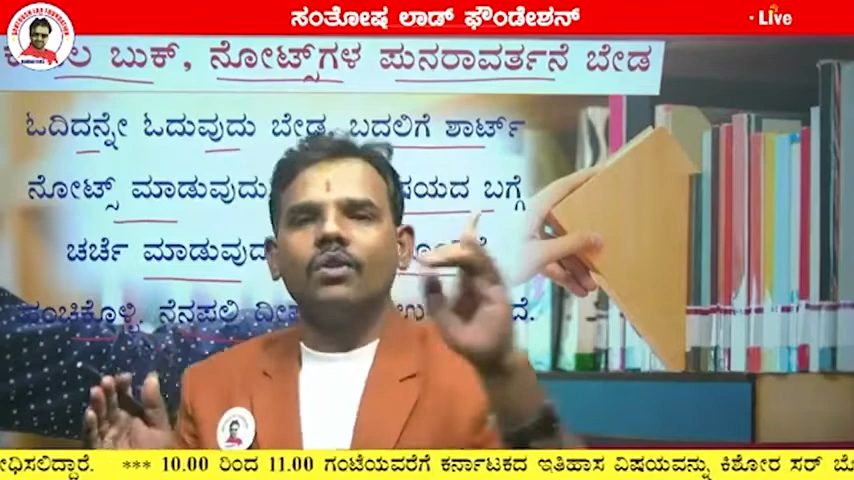 ಸಂತೋಷ ಲಾಡ್ ಫೌಂಡೇಶನ್
Live
ಬುಕ್, ನೋಟ್ಸ್‌ಗಳ ಪುನರಾವರ್ತನೆ ಬೇಡ
ಓದಿದನ್ನೇ ಓದುವುದು ಬೇಡ, ಬದಲಿಗೆ ಶಾರ್ಟ್
ನೋಟ್ಸ್ ಮಾಡುವುದು ಷಯದ ಬಗ್ಗೆ
ಚರ್ಚೆ ಮಾಡುವುದ
ಹಂಚಿಕೊಳ್ಳಿ. ನೆನಪಲ್ಲಿ ದೆ.
ಧಿಸಲಿದ್ದಾರೆ. *** 10.00 ರಿಂದ 11.00 ಗಂಟೆಯವರೆಗೆ ಕರ್ನಾಟಕದ ಇತಿಹಾಸ ವಿಷಯವನ್ನು ಕಿಶೋರ ಸರ್ ಬೋ